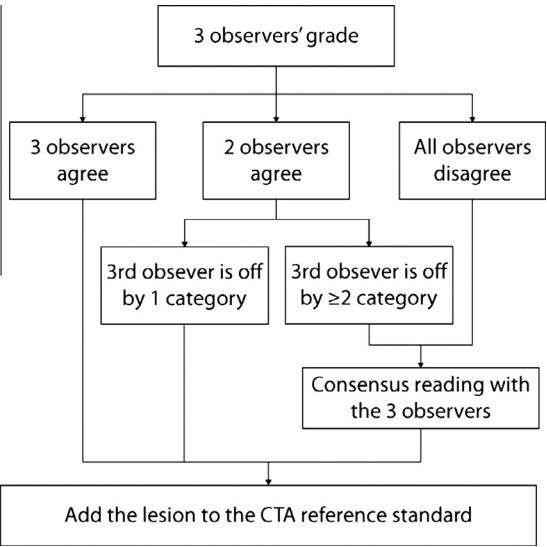 3 observers' grade
3 observers
agree
2 observers
agree
All observers
disagree
3rd obsever is off
by 1 category
3rd obsever is off
by ≥2 category
Consensus reading with
the 3 observers
Add the lesion to the CTA reference standard